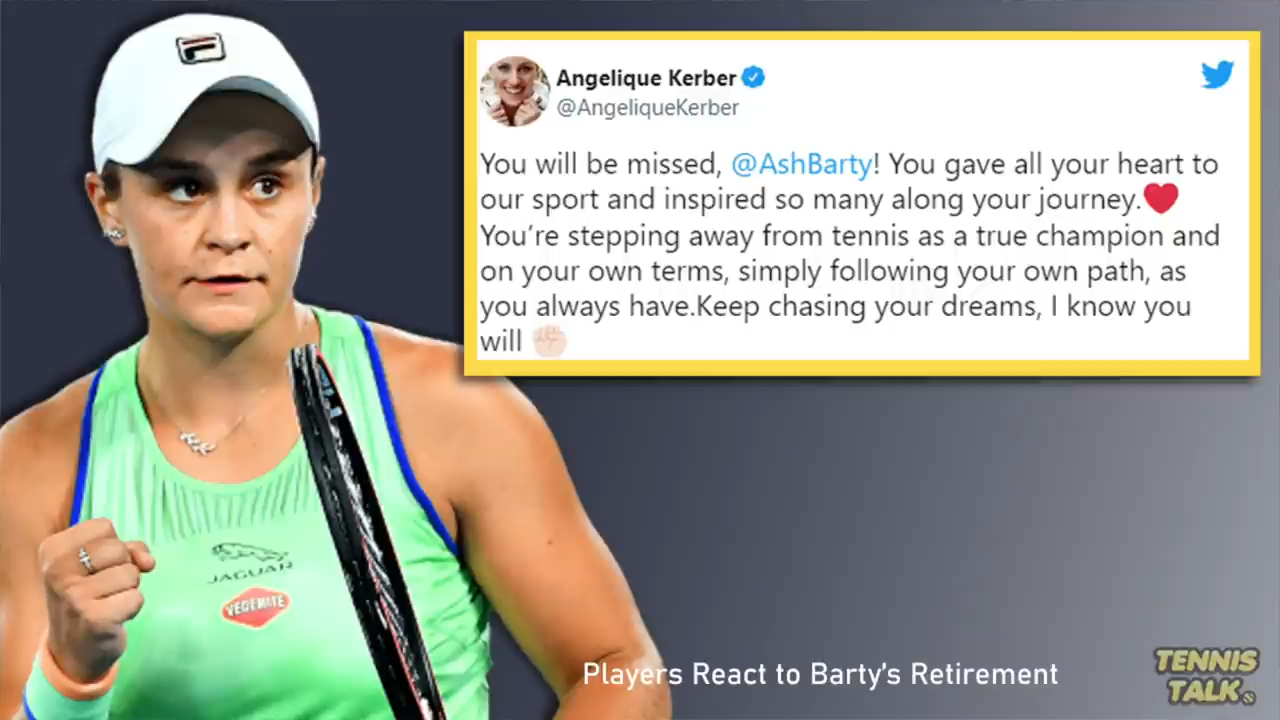 Angelique Kerber
@AngeliqueKerber
You will be missed, @AshBarty! You gave all your heart to
our sport and inspired so many along your journey.❤️
You're stepping away from tennis as a true champion and
on your own terms, simply following your own path, as
you always have.Keep chasing your dreams, I know you
will ✊🏻
JAGUAR
VEGEMITE
Players React to Barty's Retirement
TENNIS
TALK